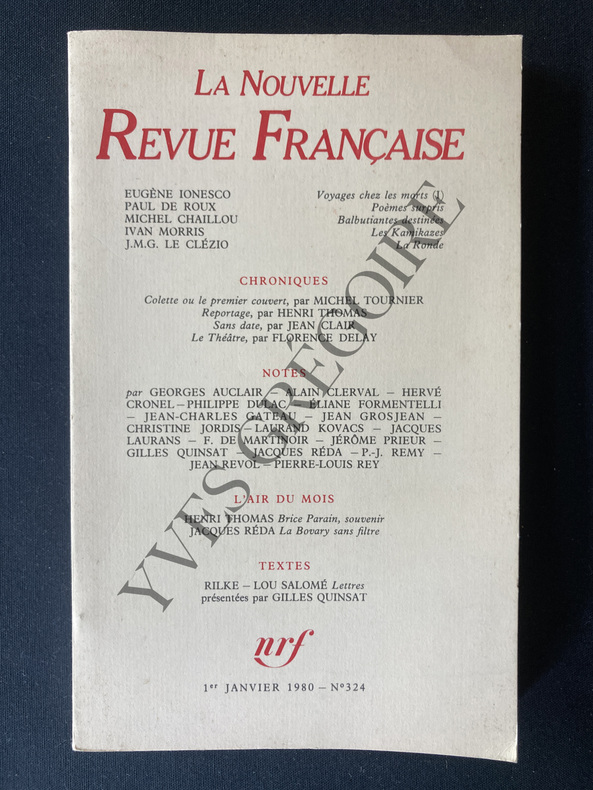 LA NOUVELLE
REVUE FRANÇAISE
EUGÈNE IONESCO Voyages chez les morts (I)
PAUL DE ROUX Poèmes surpris
MICHEL CHAILLOU Balbutiantes destinées
IVAN MORRIS Les Kamikazes
J.M.G. LE CLÉZIO La Ronde
CHRONIQUES
Colette ou le premier couvert, par MICHEL TOURNIER
Reportage, par HENRI THOMAS
Sans date, par JEAN CLAIR
Le Théâtre, par FLORENCE DELAY
NOTES
par GEORGES AUCLAIR – ALAIN CLERVAL – HERVÉ
CRONEL – PHILIPPE DULAC – ÉLIANE FORMENTELLI
– JEAN-CHARLES GATEAU – JEAN GROSJEAN –
CHRISTINE JORDIS – LAURAND KOVACS – JACQUES
LAURANS – F. DE MARTINOIR – JÉRÔME PRIEUR –
GILLES QUINSAT – JACQUES RÉDA – P.-J. REMY –
JEAN REVOL – PIERRE-LOUIS REY
L'AIR DU MOIS
HENRI THOMAS Brice Parain, souvenir
JACQUES RÉDA La Bovary sans filtre
TEXTES
RILKE – LOU SALOMÉ Lettres
présentées par GILLES QUINSAT
nrf
1er JANVIER 1980 – N°324
YVES GRÉGOIRE